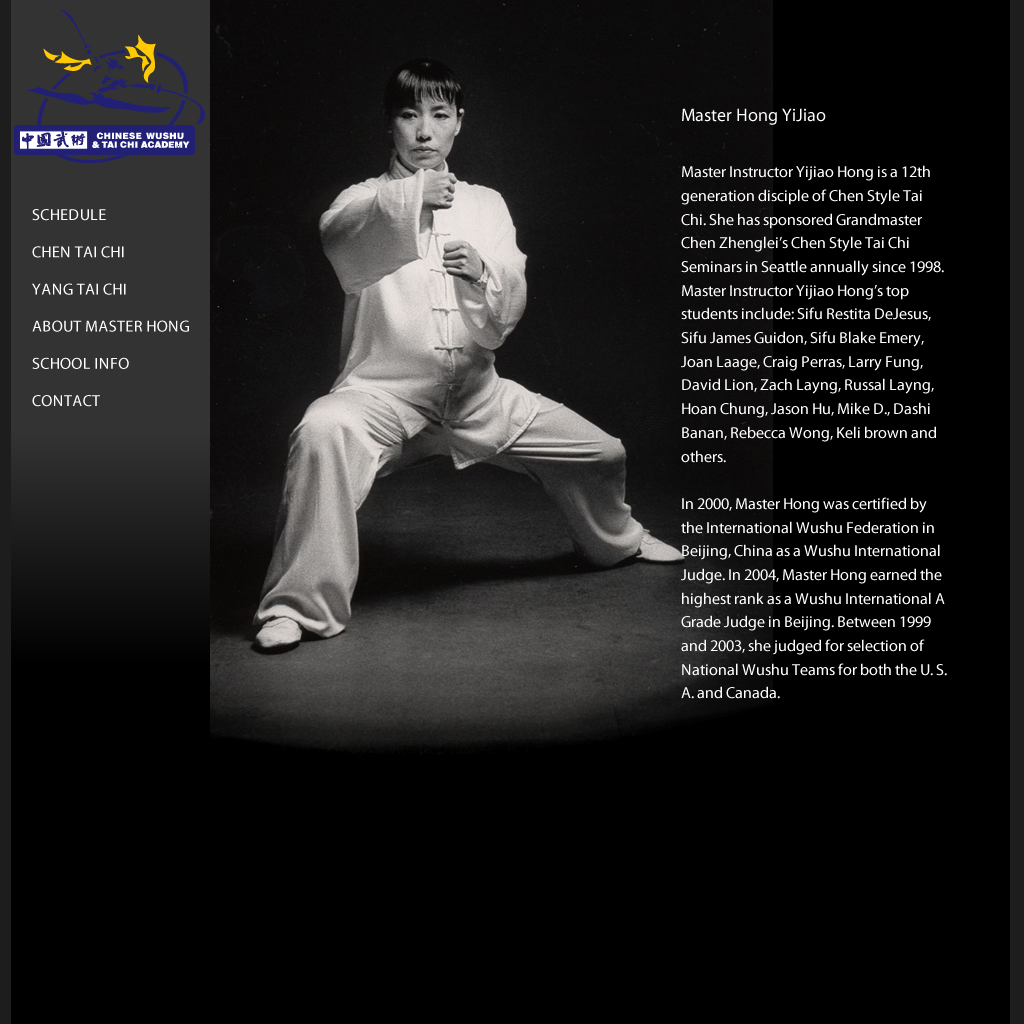 中國武術
CHINESE WUSHU
& TAI CHI ACADEMY
SCHEDULE
CHEN TAI CHI
YANG TAI CHI
ABOUT MASTER HONG
SCHOOL INFO
CONTACT
Master Hong YiJiao
Master Instructor Yijiao Hong is a 12th
generation disciple of Chen Style Tai
Chi. She has sponsored Grandmaster
Chen Zhenglei’s Chen Style Tai Chi
Seminars in Seattle annually since 1998.
Master Instructor Yijiao Hong’s top
students include: Sifu Restita DeJesus,
Sifu James Guidon, Sifu Blake Emery,
Joan Laage, Craig Perras, Larry Fung,
David Lion, Zach Layng, Russal Layng,
Hoan Chung, Jason Hu, Mike D., Dashi
Banan, Rebecca Wong, Keli brown and
others.
In 2000, Master Hong was certified by
the International Wushu Federation in
Beijing, China as a Wushu International
Judge. In 2004, Master Hong earned the
highest rank as a Wushu International A
Grade Judge in Beijing. Between 1999
and 2003, she judged for selection of
National Wushu Teams for both the U. S.
A. and Canada.